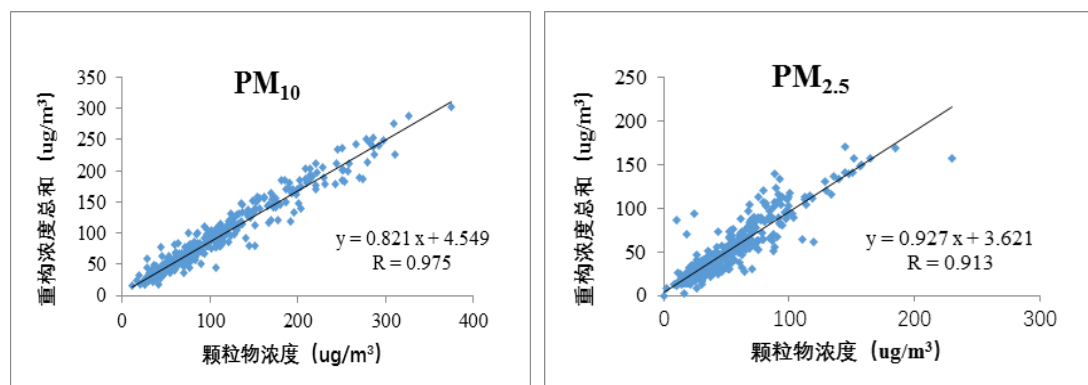 PM10
350
300
250
200
150
100
50
0
0 100 200 300 400
重构浓度总和（ug/m³）
颗粒物浓度（ug/m³）
y = 0.821 x + 4.549
R = 0.975
PM2.5
250
200
150
100
50
0
0 100 200 300
重构浓度总和（ug/m³）
颗粒物浓度（ug/m³）
y = 0.927 x + 3.621
R = 0.913